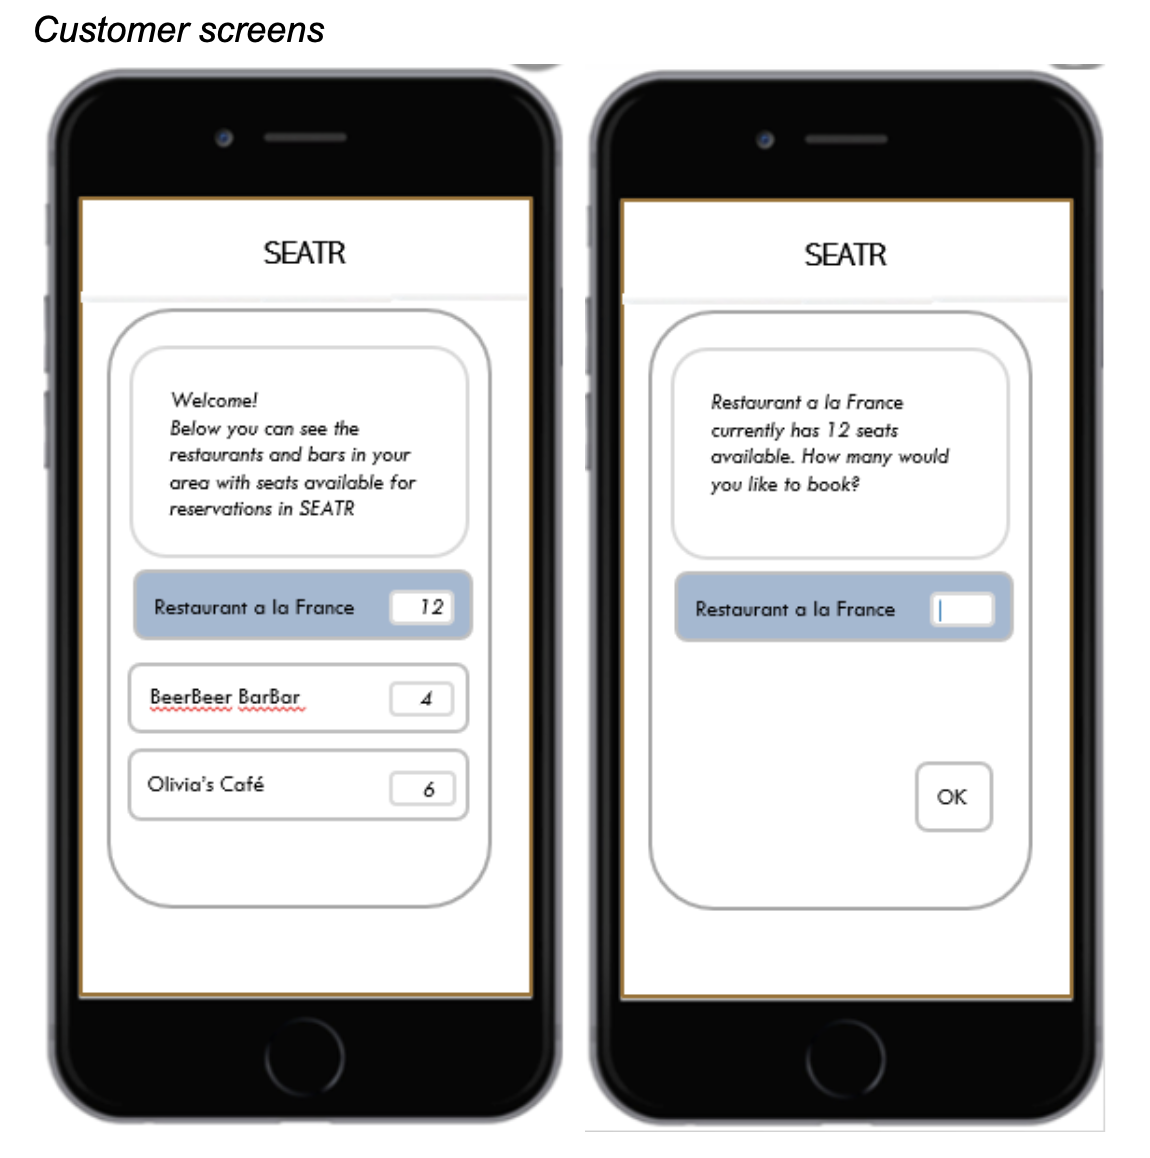 Customer screens
SEATR
Welcome!
Below you can see the
restaurants and bars in your
area with seats available for
reservations in SEATR
Restaurant a la France 12
BeerBeer BarBar 4
Olivia's Café 6
SEATR
Restaurant a la France
currently has 12 seats
available. How many would
you like to book?
Restaurant a la France
OK